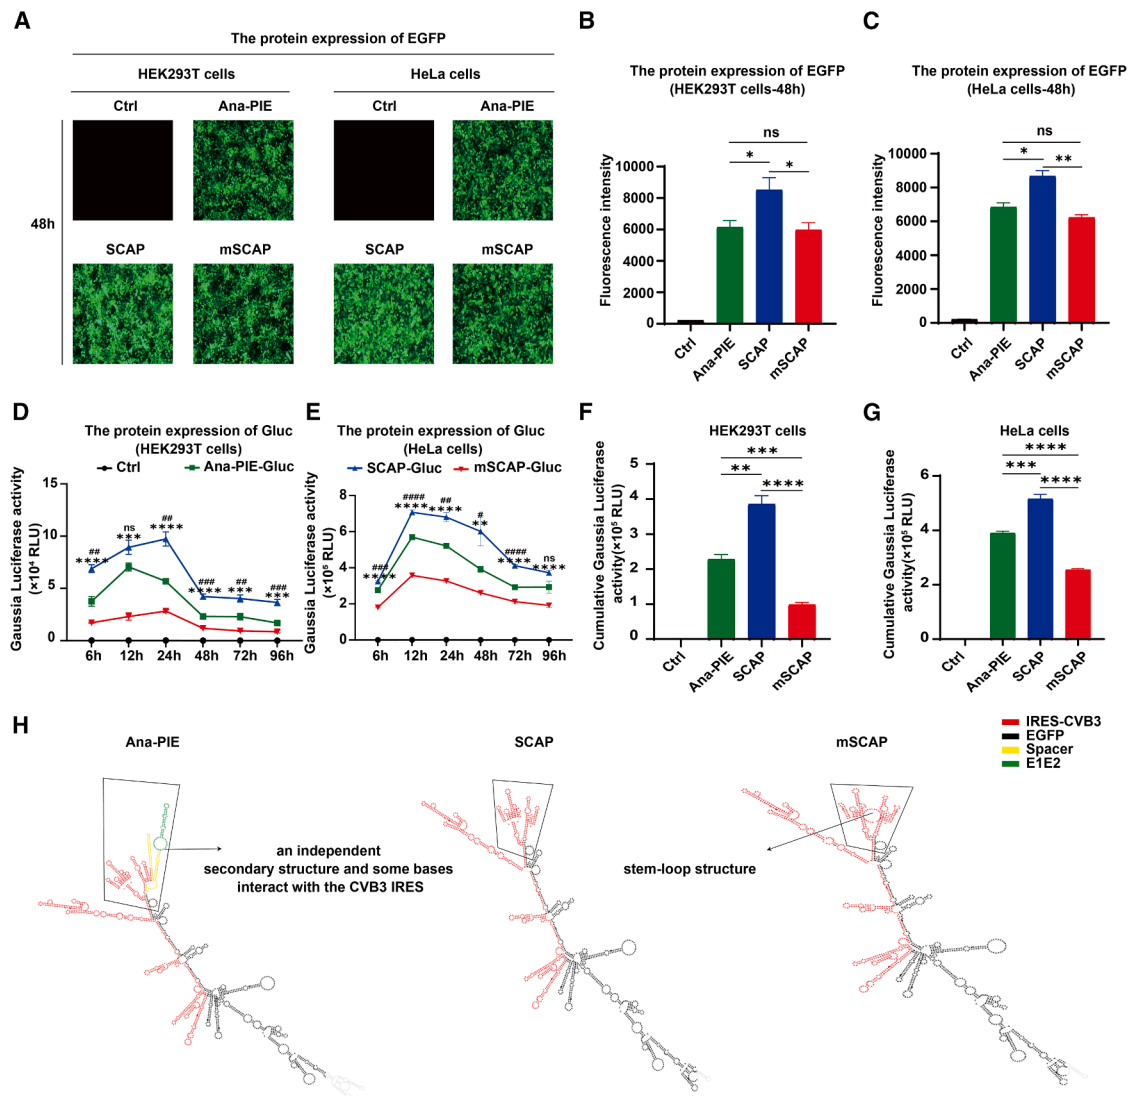 A
The protein expression of EGFP
HEK293T cells
HeLa cells
Ctrl
Ana-PIE
Ctrl
Ana-PIE
48h
SCAP
mSCAP
SCAP
mSCAP
B
The protein expression of EGFP
(HEK293T cells-48h)
Fluorescence intensity
10000
8000
6000
4000
2000
0
ns
*
*
Ctrl
Ana-PIE
SCAP
mSCAP
C
The protein expression of EGFP
(HeLa cells-48h)
Fluorescence intensity
10000
8000
6000
4000
2000
0
ns
*
**
Ctrl
Ana-PIE
SCAP
mSCAP
D
The protein expression of Gluc
(HEK293T cells)
Ctrl
Ana-PIE-Gluc
Gaussia Luciferase activity
(×10⁴ RLU)
15
10
5
0
##
****
ns
***
##
****
###
****
##
***
###
***
6h
12h
24h
48h
72h
96h
E
The protein expression of Gluc
(HeLa cells)
SCAP-Gluc
mSCAP-Gluc
Gaussia Luciferase activity
(×10⁵ RLU)
8
6
4
2
0
###
****
####
****
##
****
#
**
####
****
ns
****
6h
12h
24h
48h
72h
96h
F
HEK293T cells
Cumulative Gaussia Luciferase
activity(×10⁵ RLU)
5
4
3
2
1
0
***
**
****
Ctrl
Ana-PIE
SCAP
mSCAP
G
HeLa cells
Cumulative Gaussia Luciferase
activity(×10⁵ RLU)
6
4
2
0
****
***
****
Ctrl
Ana-PIE
SCAP
mSCAP
H
Ana-PIE
SCAP
mSCAP
IRES-CVB3
EGFP
Spacer
E1E2
an independent
secondary structure and some bases
interact with the CVB3 IRES
stem-loop structure